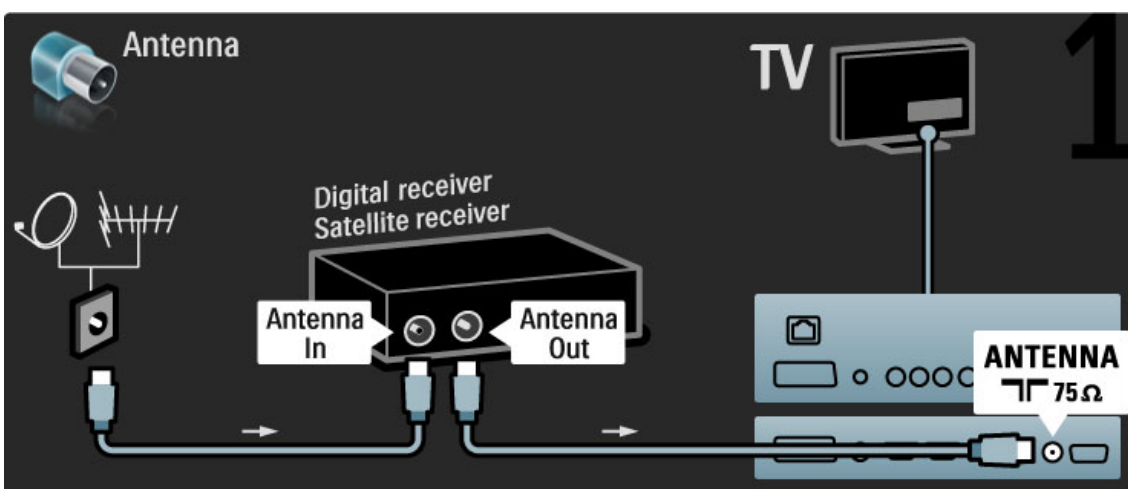 Antenna
TV
1
Digital receiver
Satellite receiver
Antenna
In
Antenna
Out
ANTENNA
75Ω